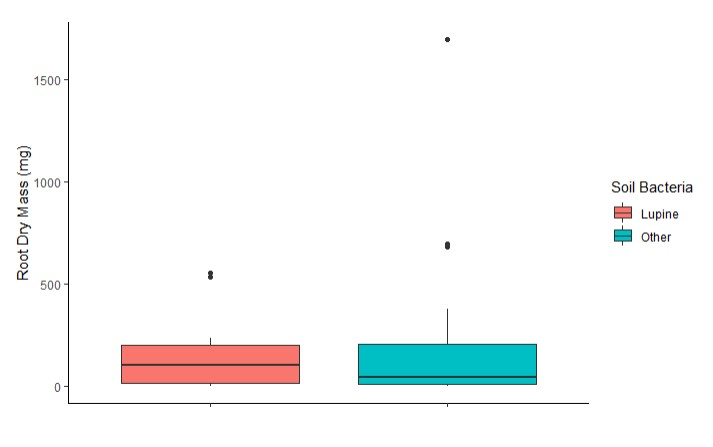 Root Dry Mass (mg)
1500
1000
500
0
Soil Bacteria
Lupine
Other